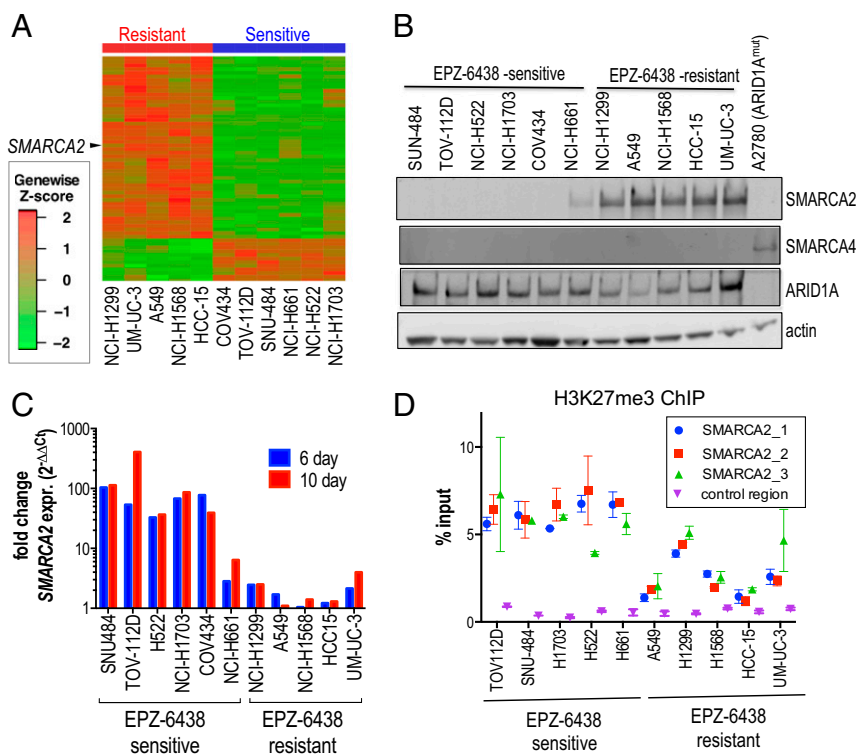 A
Resistant
Sensitive
SMARCA2
Genewise
Z-score
2
1
0
−1
−2
NCI-H1299
UM-UC-3
A549
NCI-H1568
HCC-15
COV434
TOV-112D
SNU-484
NCI-H661
NCI-H522
NCI-H1703
B
EPZ-6438 -sensitive
EPZ-6438 -resistant
SUN-484
TOV-112D
NCI-H522
NCI-H1703
COV434
NCI-H661
NCI-H1299
A549
NCI-H1568
HCC-15
UM-UC-3
A2780 (ARID1Amut)
SMARCA2
SMARCA4
ARID1A
actin
C
fold change
SMARCA2 expr. (2-ΔΔCt)
1000
100
10
1
6 day
10 day
SNU484
TOV-112D
H522
NCI-H1703
COV434
NCI-H661
NCI-H1299
A549
NCI-H1568
HCC15
UM-UC-3
EPZ-6438
sensitive
EPZ-6438
resistant
D
H3K27me3 ChIP
% input
10
5
0
SMARCA2_1
SMARCA2_2
SMARCA2_3
control region
TOV112D
SNU-484
H1703
H522
H661
A549
H1299
H1568
HCC-15
UM-UC-3
EPZ-6438
sensitive
EPZ-6438
resistant